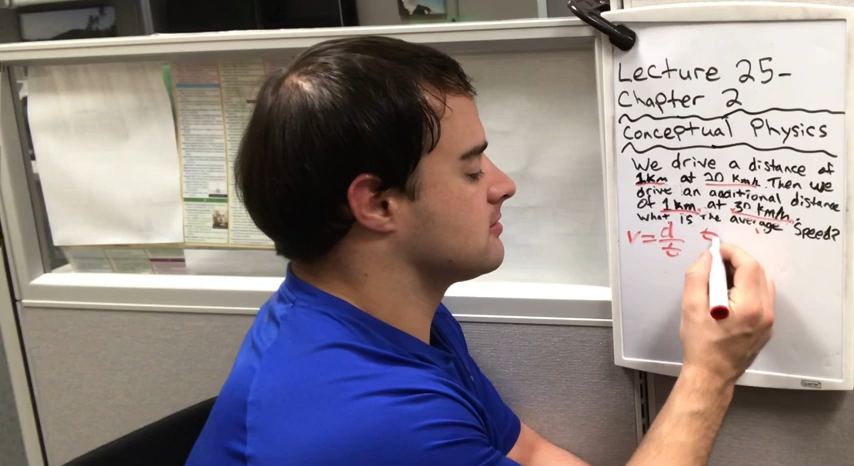 Lecture 25-
Chapter 2
Conceptual Physics
We drive a distance of
1km at 20 km/h. Then we
drive an additional distance
of 1km at 30 km/h.
What is the average speed?
v = d/t t